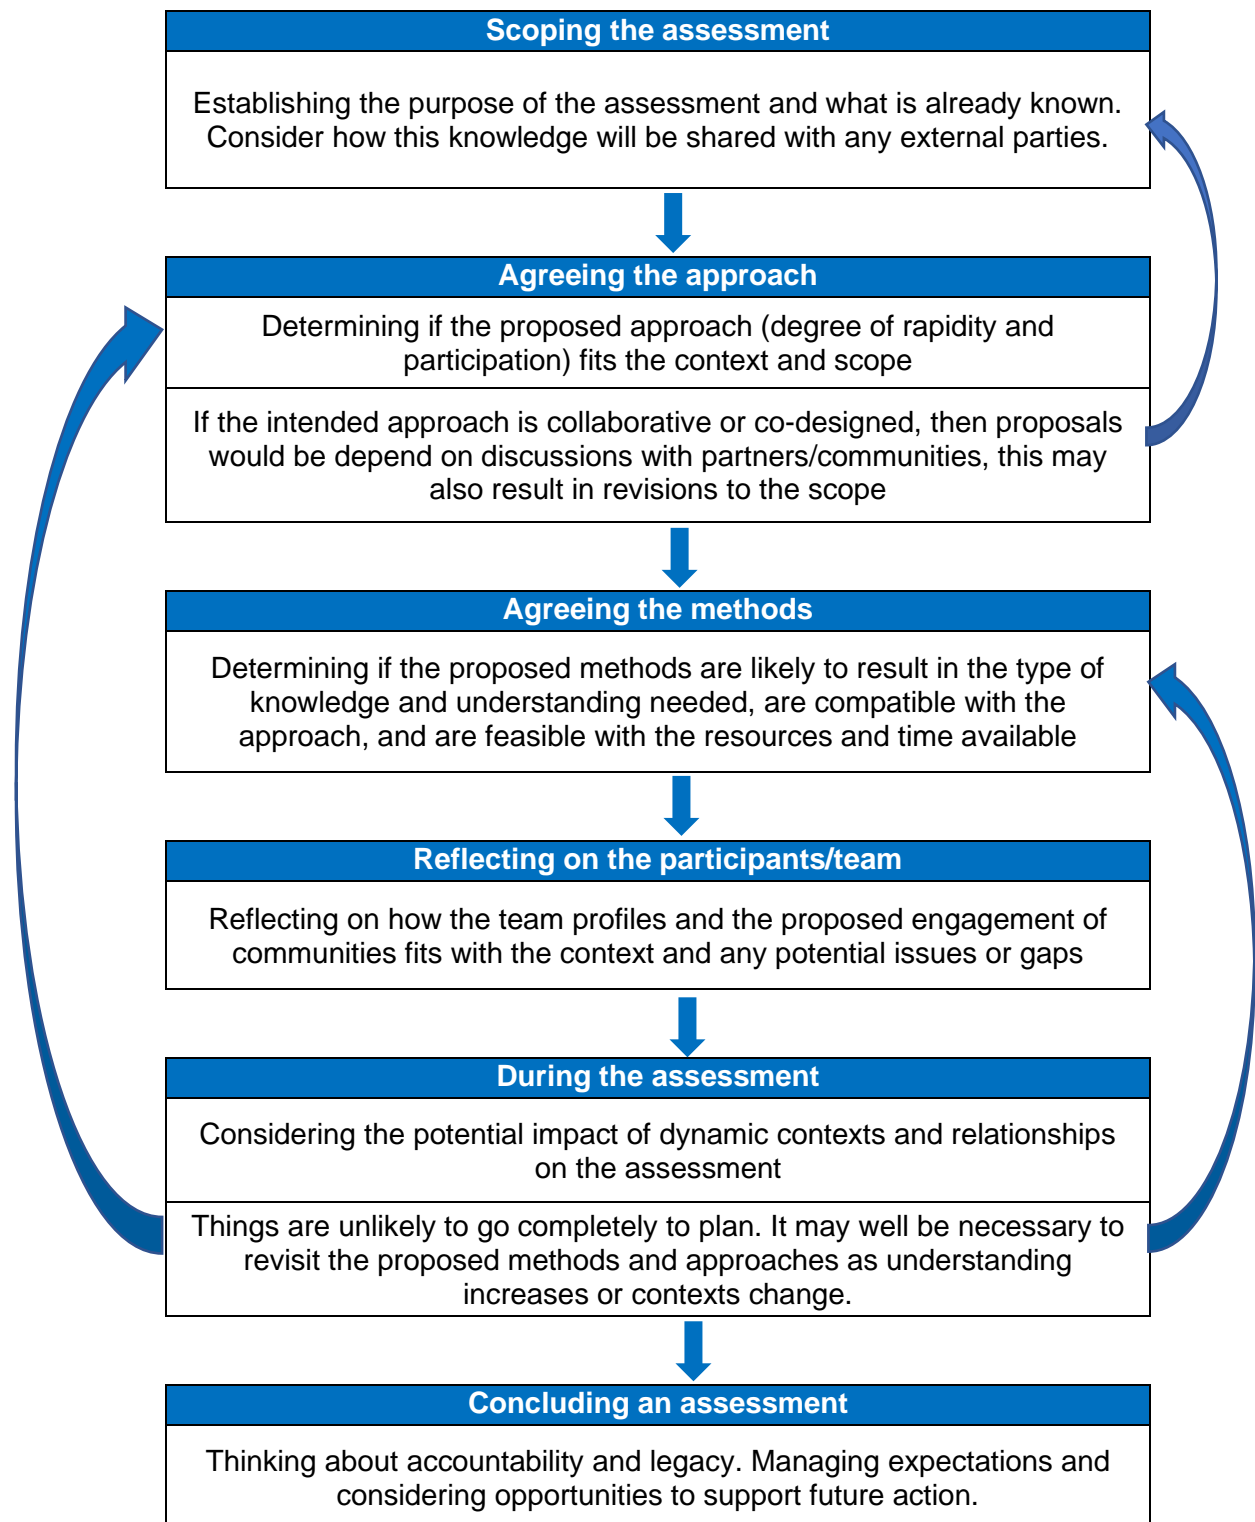 Scoping the assessment
Establishing the purpose of the assessment and what is already known.
Consider how this knowledge will be shared with any external parties.
Agreeing the approach
Determining if the proposed approach (degree of rapidity and
participation) fits the context and scope
If the intended approach is collaborative or co-designed, then proposals
would be depend on discussions with partners/communities, this may
also result in revisions to the scope
Agreeing the methods
Determining if the proposed methods are likely to result in the type of
knowledge and understanding needed, are compatible with the
approach, and are feasible with the resources and time available
Reflecting on the participants/team
Reflecting on how the team profiles and the proposed engagement of
communities fits with the context and any potential issues or gaps
During the assessment
Considering the potential impact of dynamic contexts and relationships
on the assessment
Things are unlikely to go completely to plan. It may well be necessary to
revisit the proposed methods and approaches as understanding
increases or contexts change.
Concluding an assessment
Thinking about accountability and legacy. Managing expectations and
considering opportunities to support future action.